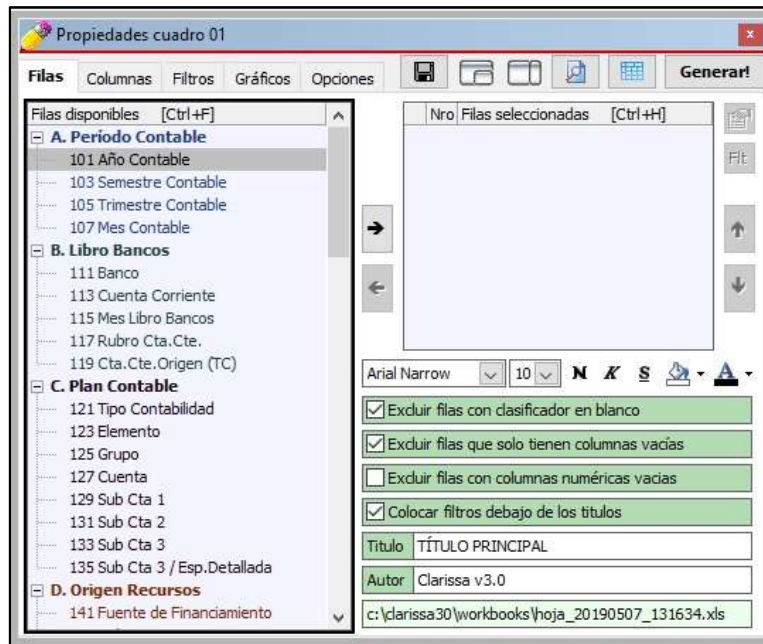 Propiedades cuadro 01
Filas Columnas Filtros Gráficos Opciones Generar!
Filas disponibles [Ctrl+F]
A. Período Contable
101 Año Contable
103 Semestre Contable
105 Trimestre Contable
107 Mes Contable
B. Libro Bancos
111 Banco
113 Cuenta Corriente
115 Mes Libro Bancos
117 Rubro Cta.Cte.
119 Cta.Cte.Origen (TC)
C. Plan Contable
121 Tipo Contabilidad
123 Elemento
125 Grupo
127 Cuenta
129 Sub Cta 1
131 Sub Cta 2
133 Sub Cta 3
135 Sub Cta 3 / Esp.Detallada
D. Origen Recursos
141 Fuente de Financiamiento
Nro Filas seleccionadas [Ctrl+H]
Flt
Arial Narrow 10 N K S A
Excluir filas con clasificador en blanco
Excluir filas que solo tienen columnas vacías
Excluir filas con columnas numéricas vacias
Colocar filtros debajo de los titulos
Titulo TÍTULO PRINCIPAL
Autor Clarissa v3.0
c:\clarissa30\workbooks\hoja_20190507_131634.xls